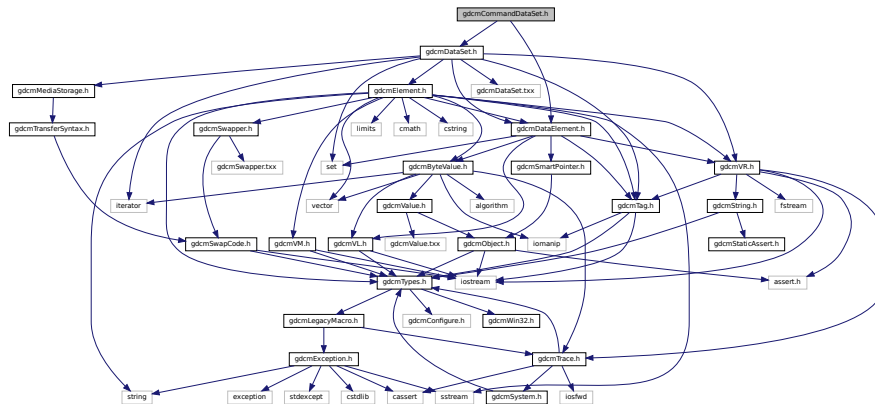 gdcmCommandDataSet.h
gdcmDataSet.h
gdcmMediaStorage.h
gdcmElement.h
gdcmDataSet.txx
gdcmTransferSyntax.h
gdcmSwapper.h
limits
cmath
cstring
gdcmDataElement.h
gdcmSwapper.txx
set
gdcmByteValue.h
gdcmSmartPointer.h
gdcmVR.h
iterator
vector
gdcmValue.h
algorithm
gdcmTag.h
gdcmString.h
fstream
gdcmSwapCode.h
gdcmVM.h
gdcmVL.h
gdcmValue.txx
gdcmObject.h
iomanip
gdcmStaticAssert.h
gdcmTypes.h
iostream
assert.h
gdcmLegacyMacro.h
gdcmConfigure.h
gdcmWin32.h
gdcmException.h
gdcmTrace.h
string
exception
stdexcept
cstdlib
cassert
sstream
gdcmSystem.h
iosfwd